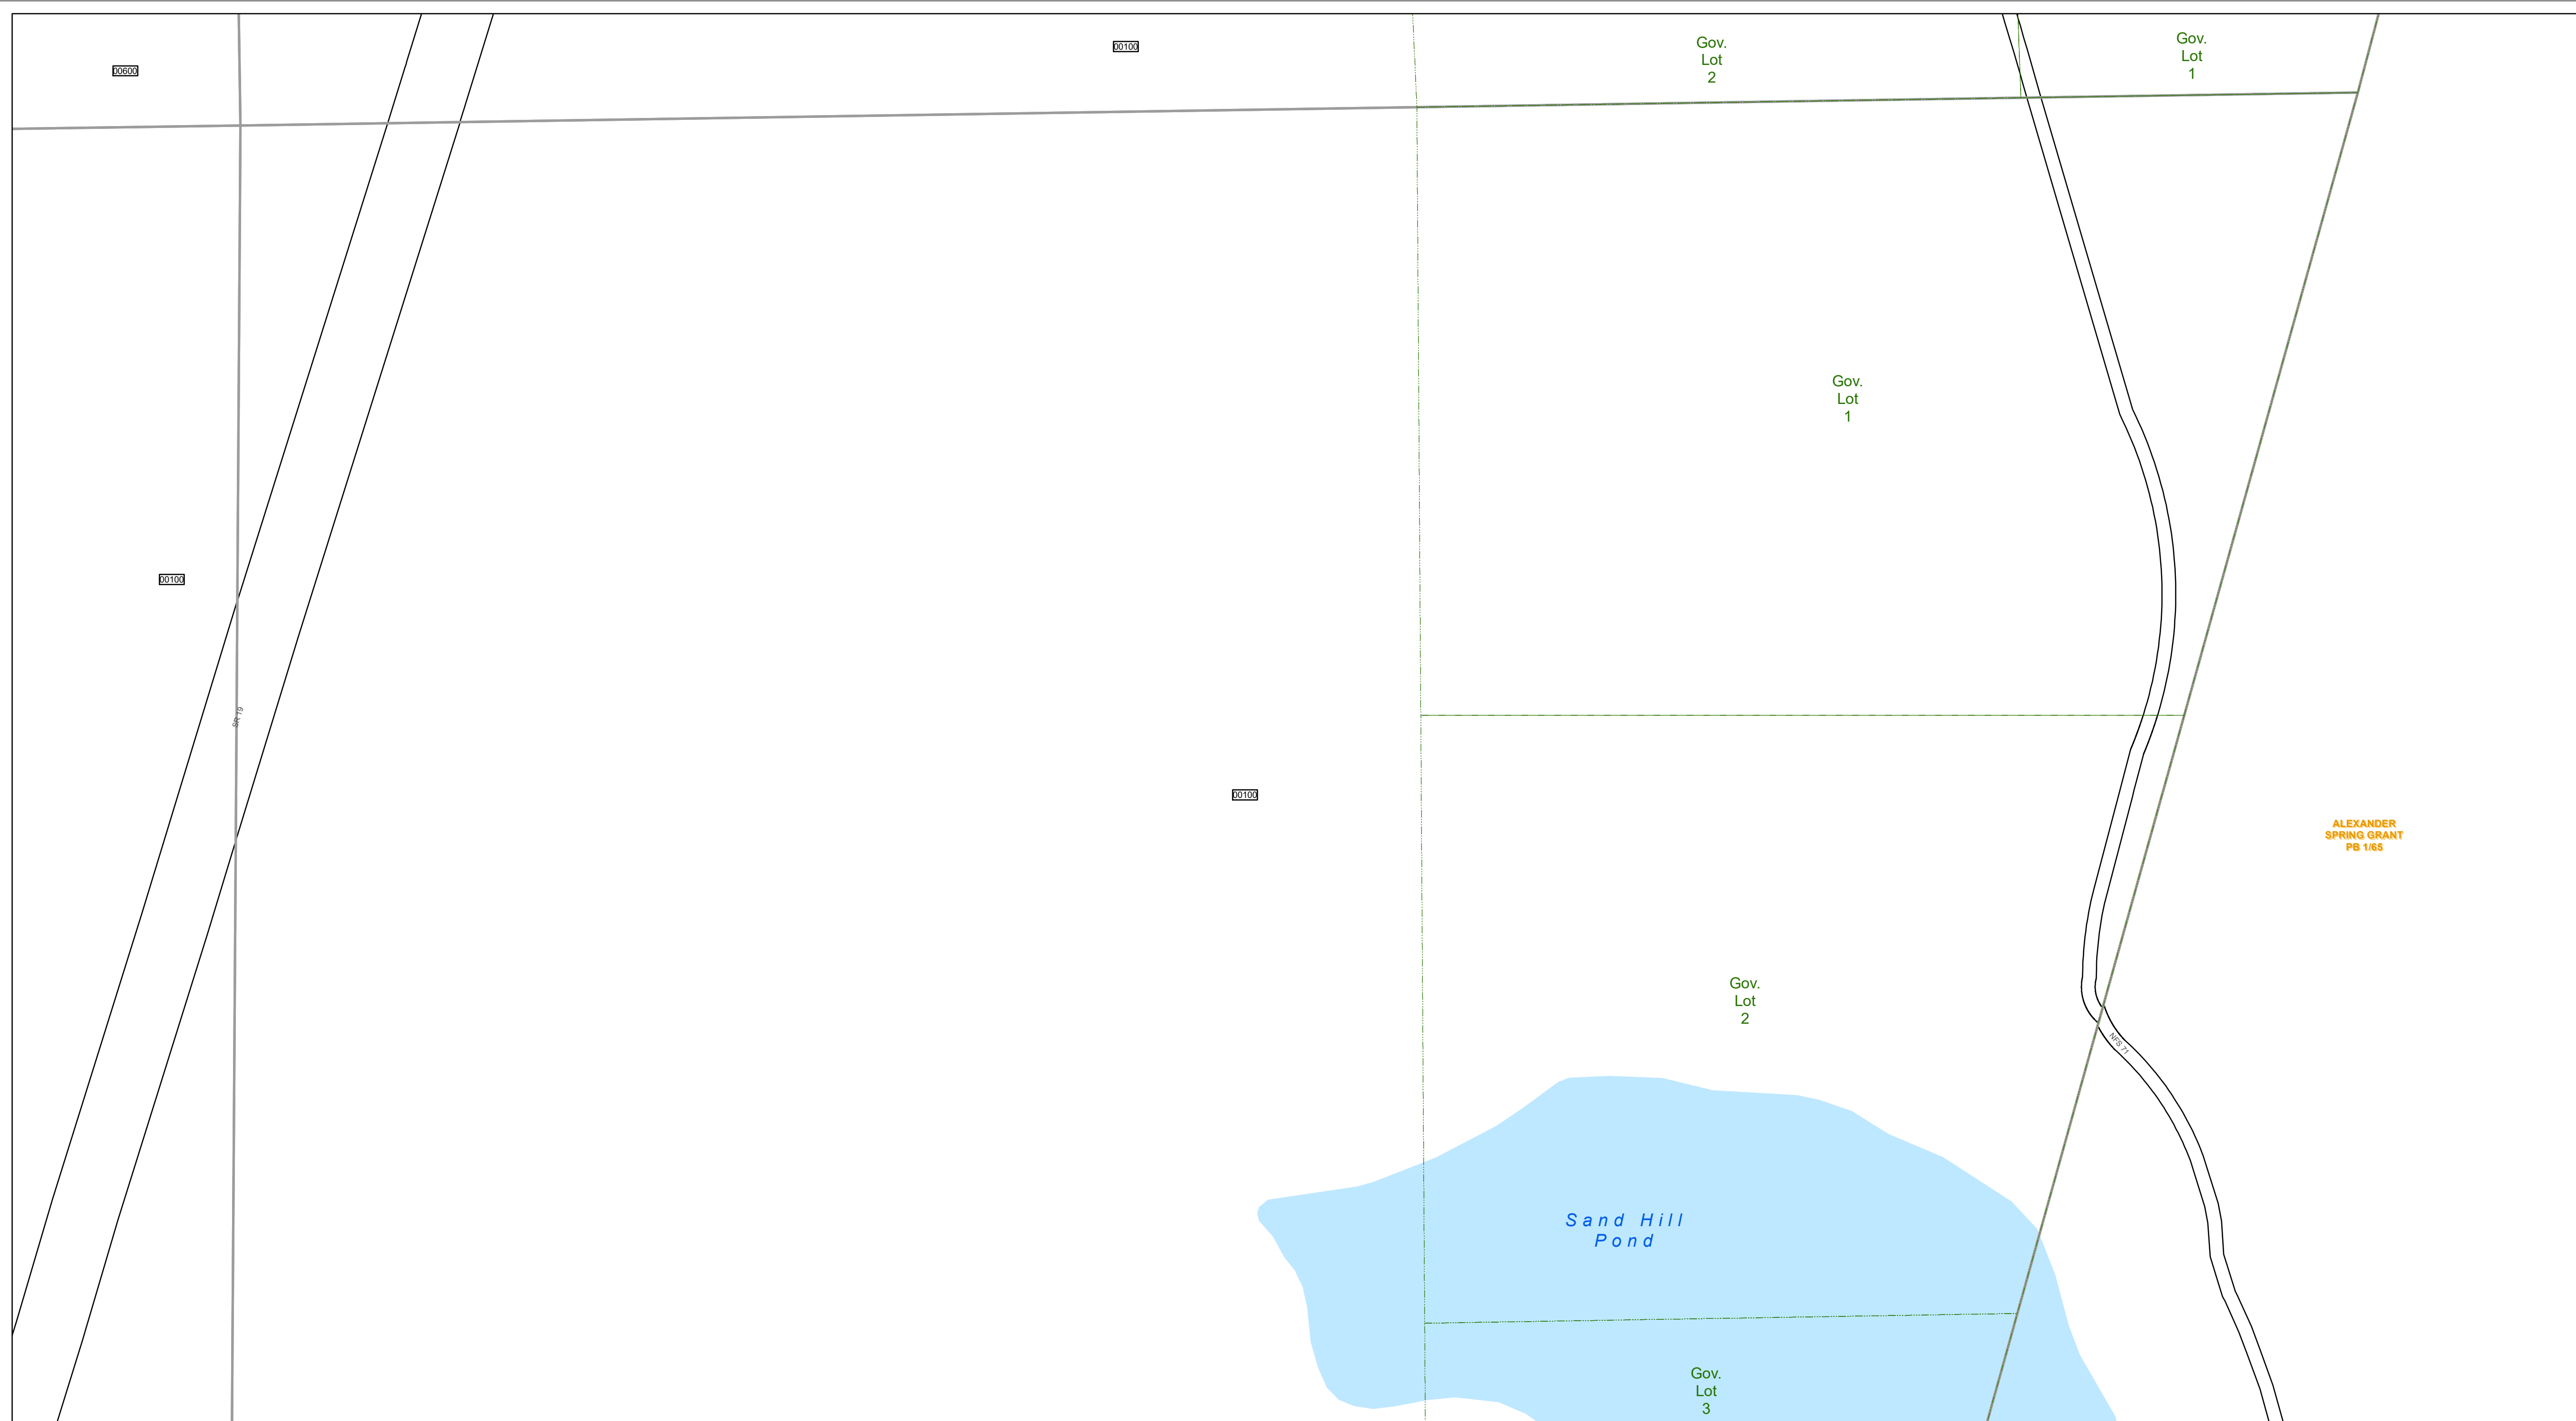 Gov.
Lot
1
Gov.
Lot
2
00100
00600
Gov.
Lot
1
00100
SR 19
00100
ALEXANDER
SPRING GRANT
PB 1/65
Gov.
Lot
2
NFS 71
Sand Hill
Pond
Gov.
Lot
3